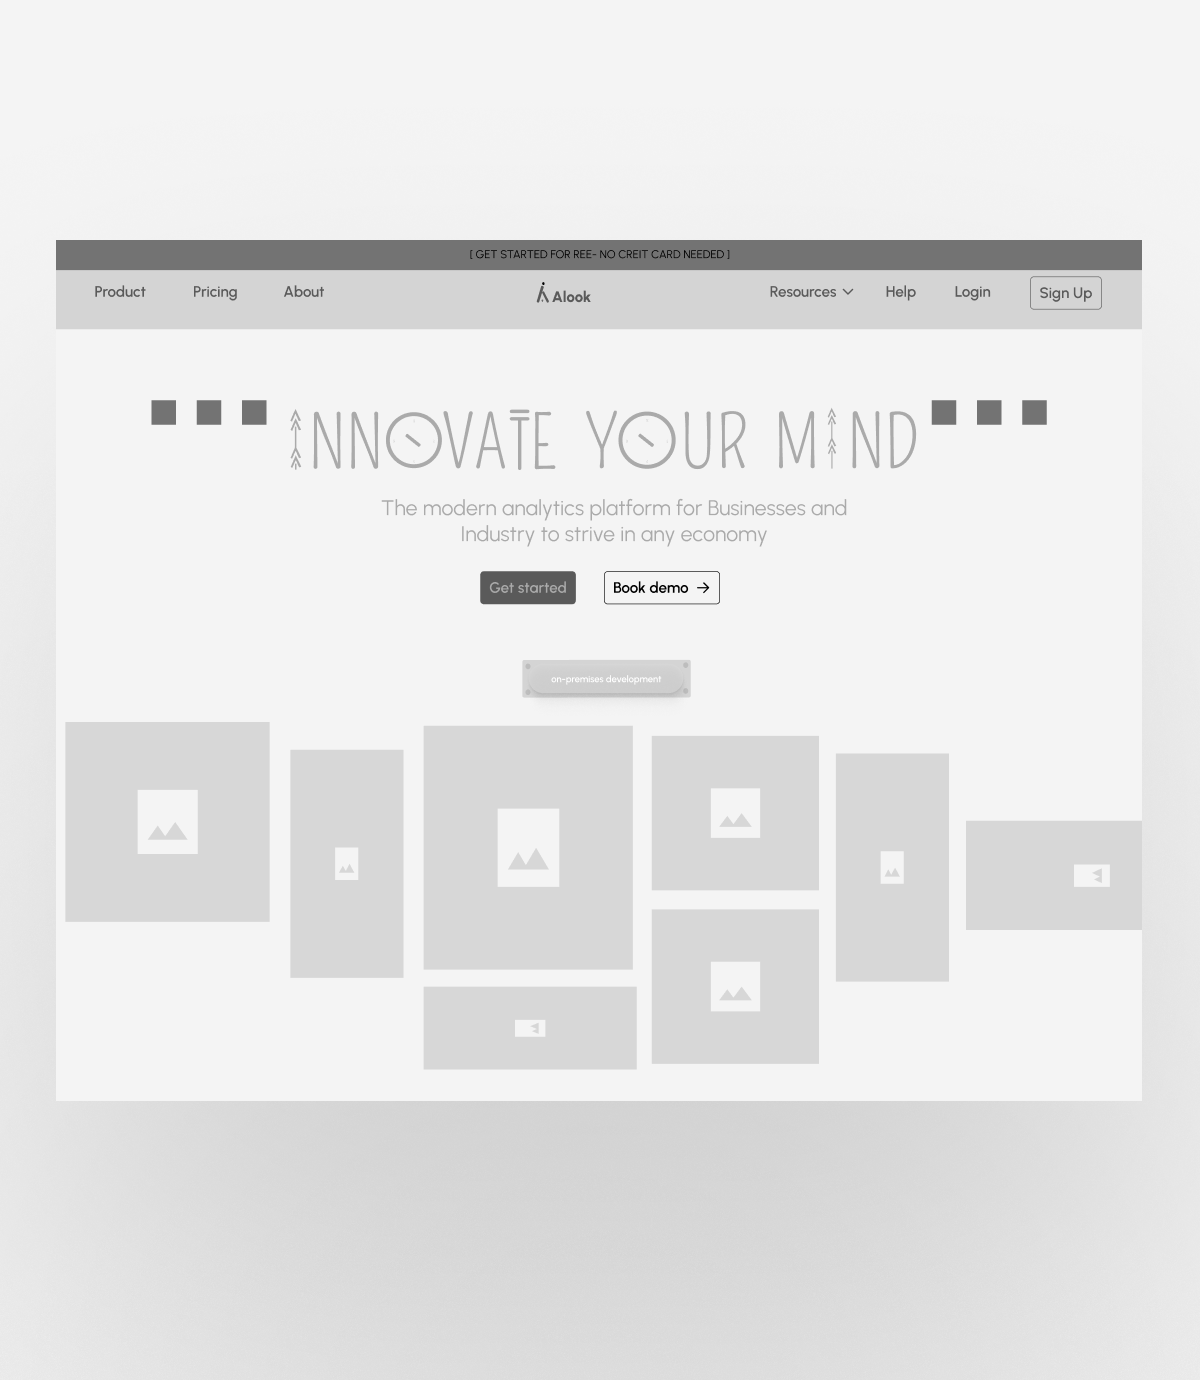 [ GET STARTED FOR REE- NO CREIT CARD NEEDED ]
Product Pricing About Alook Resources Help Login Sign Up
INNOVATE YOUR MIND
The modern analytics platform for Businesses and
Industry to strive in any economy
Get started Book demo →
on-premises development